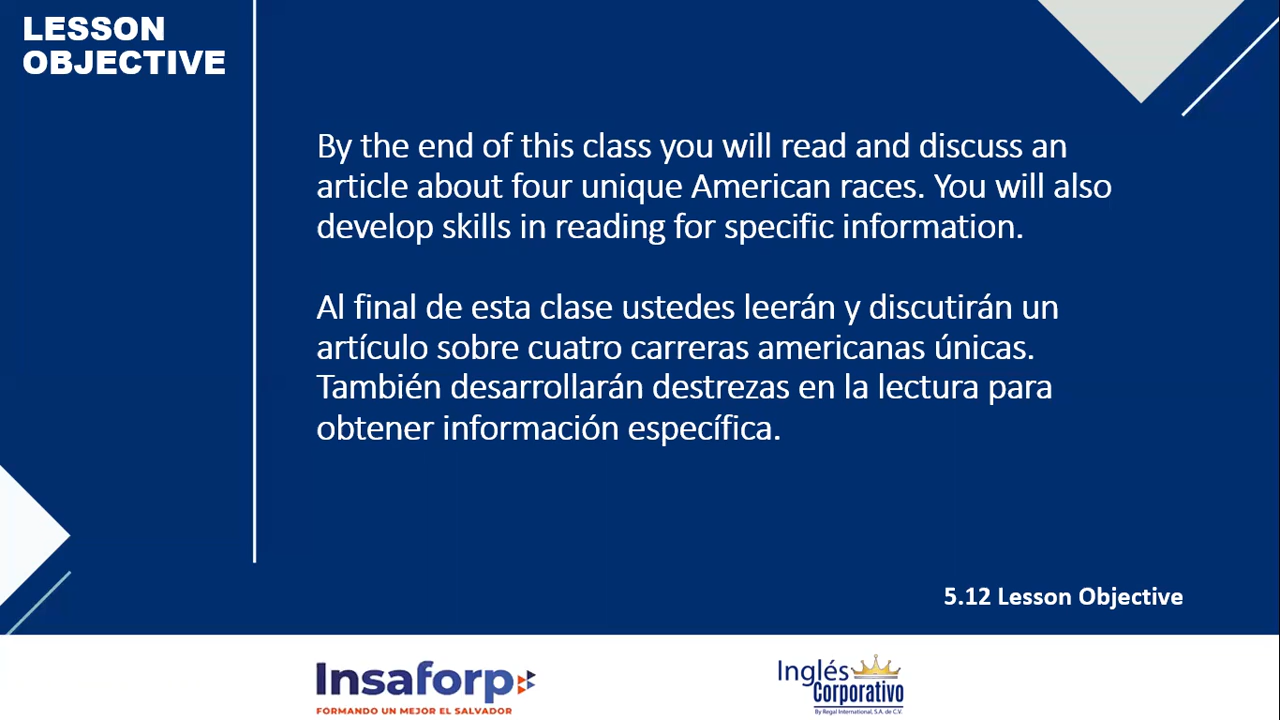 LESSON
OBJECTIVE
By the end of this class you will read and discuss an
article about four unique American races. You will also
develop skills in reading for specific information.
Al final de esta clase ustedes leerán y discutirán un
artículo sobre cuatro carreras americanas únicas.
También desarrollarán destrezas en la lectura para
obtener información específica.
5.12 Lesson Objective
Insaforp
FORMANDO UN MEJOR EL SALVADOR
Inglés
Corporativo
By Regal International, S.A. de C.V.